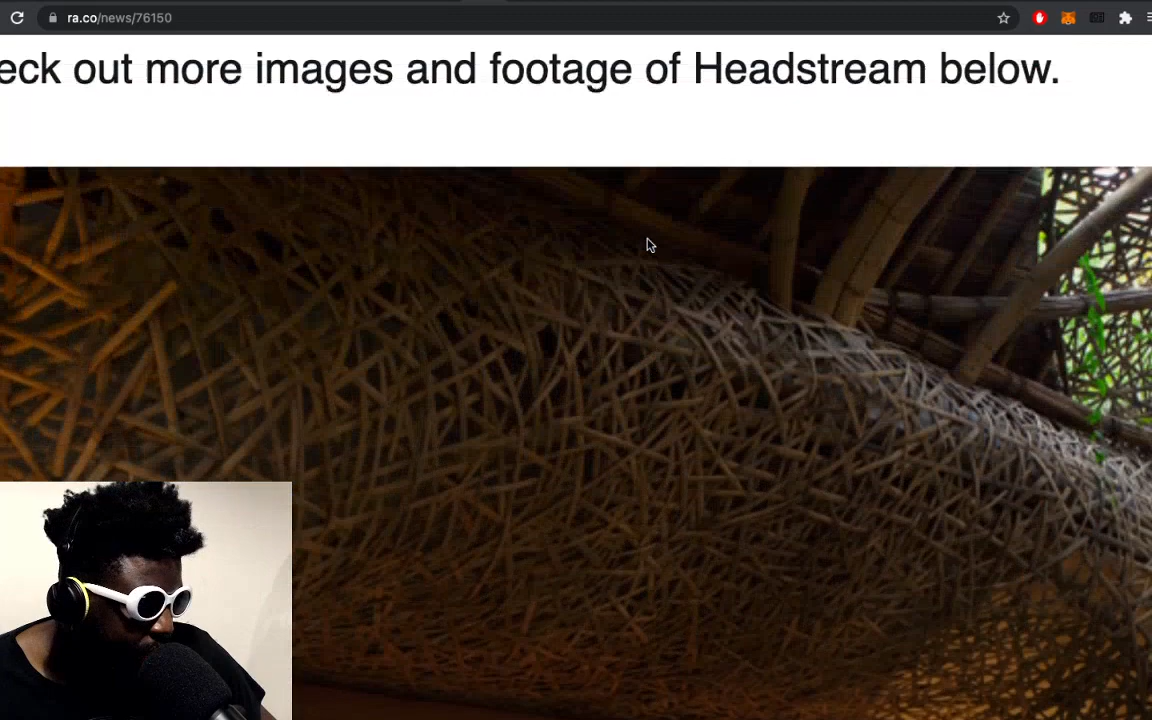 ra.co/news/76150
eck out more images and footage of Headstream below.